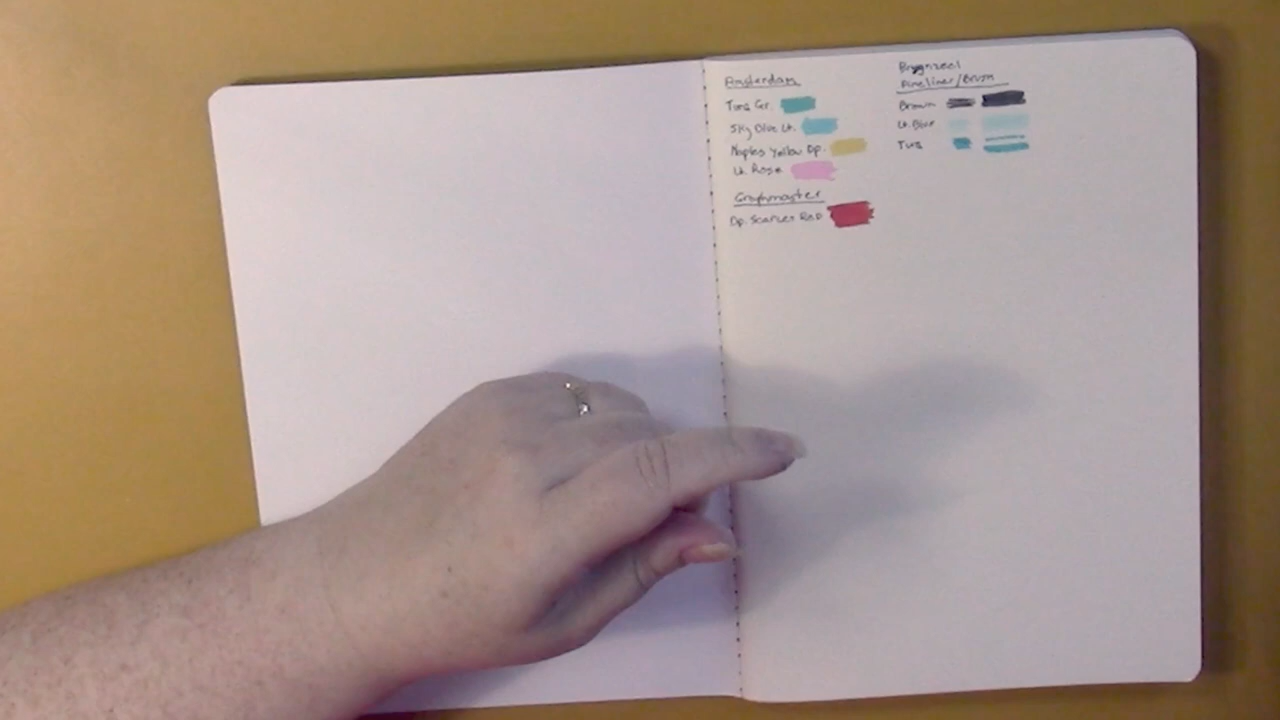 Amsterdam
Turq Gr.
Sky Blue Lt.
Naples Yellow Dp.
Lt. Rose
Graphmaster
Dp. Scarlet Red
Bruynzeel
Fineliner/Brush
Brown
Lt. Blue
Turq